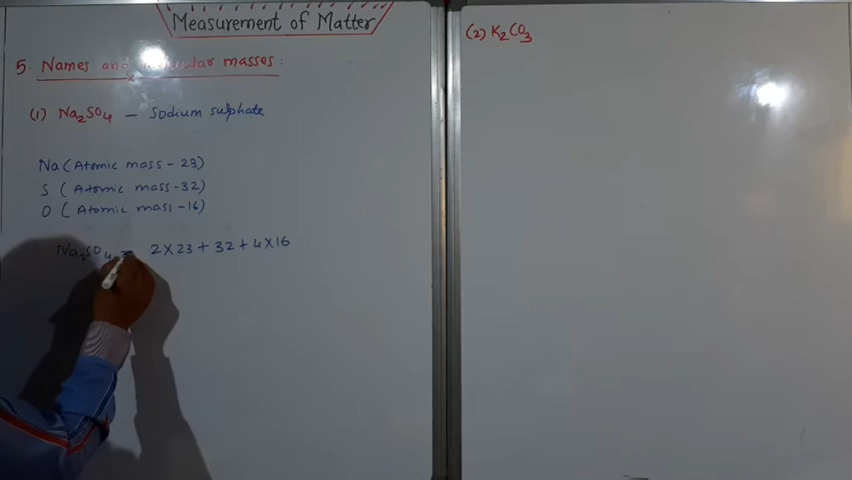 Measurement of Matter
5. Names and molecular masses:
(1) Na₂SO₄ – Sodium sulphate
Na (Atomic mass - 23)
S (Atomic mass - 32)
O (Atomic mass - 16)
Na₂SO₄ = 2X23 + 32 + 4X16
(2) K₂CO₃